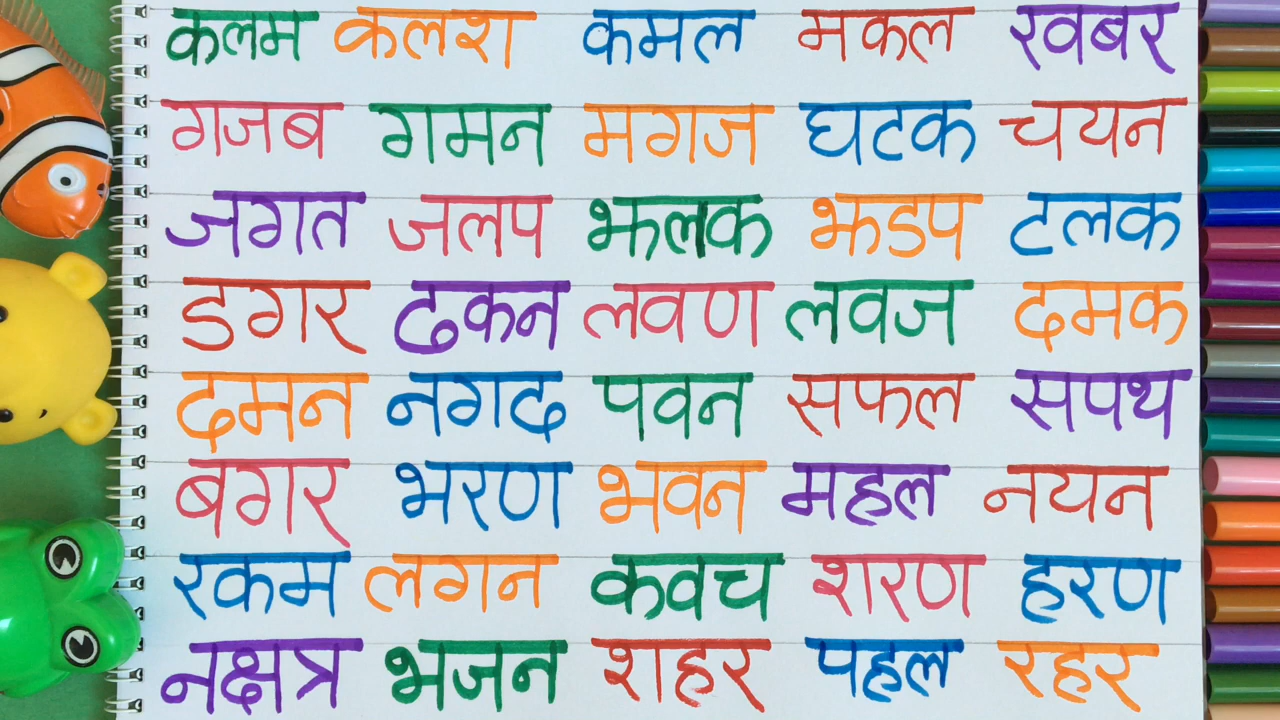 कलम कलश कमल मकल खबर
गजब गमन मगज घटक चयन
जगत जलप झलक झडप टलक
डगर ढकन लवण लवज दमक
दमन नगद पवन सफल सपथ
बगर भरण भवन महल नयन
रकम लगन कवच शरण हरण
नक्षत्र भजन शहर पहल रहर